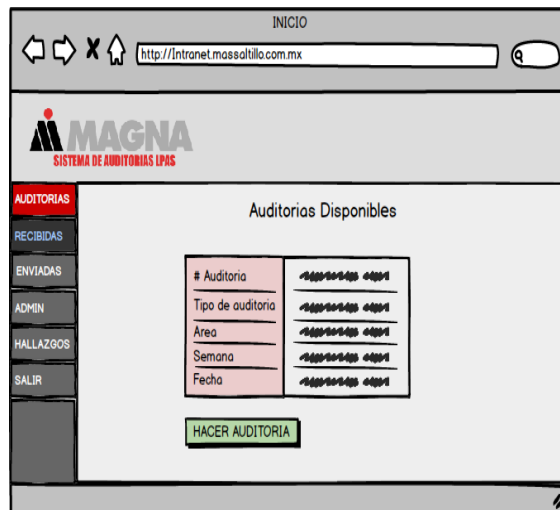 INICIO
http://Intranet.massaltillo.com.mx
MAGNA
SISTEMA DE AUDITORIAS LPAS
AUDITORIAS
RECIBIDAS
ENVIADAS
ADMIN
HALLAZGOS
SALIR
Auditorias Disponibles
# Auditoria
Tipo de auditoria
Area
Semana
Fecha
HACER AUDITORIA